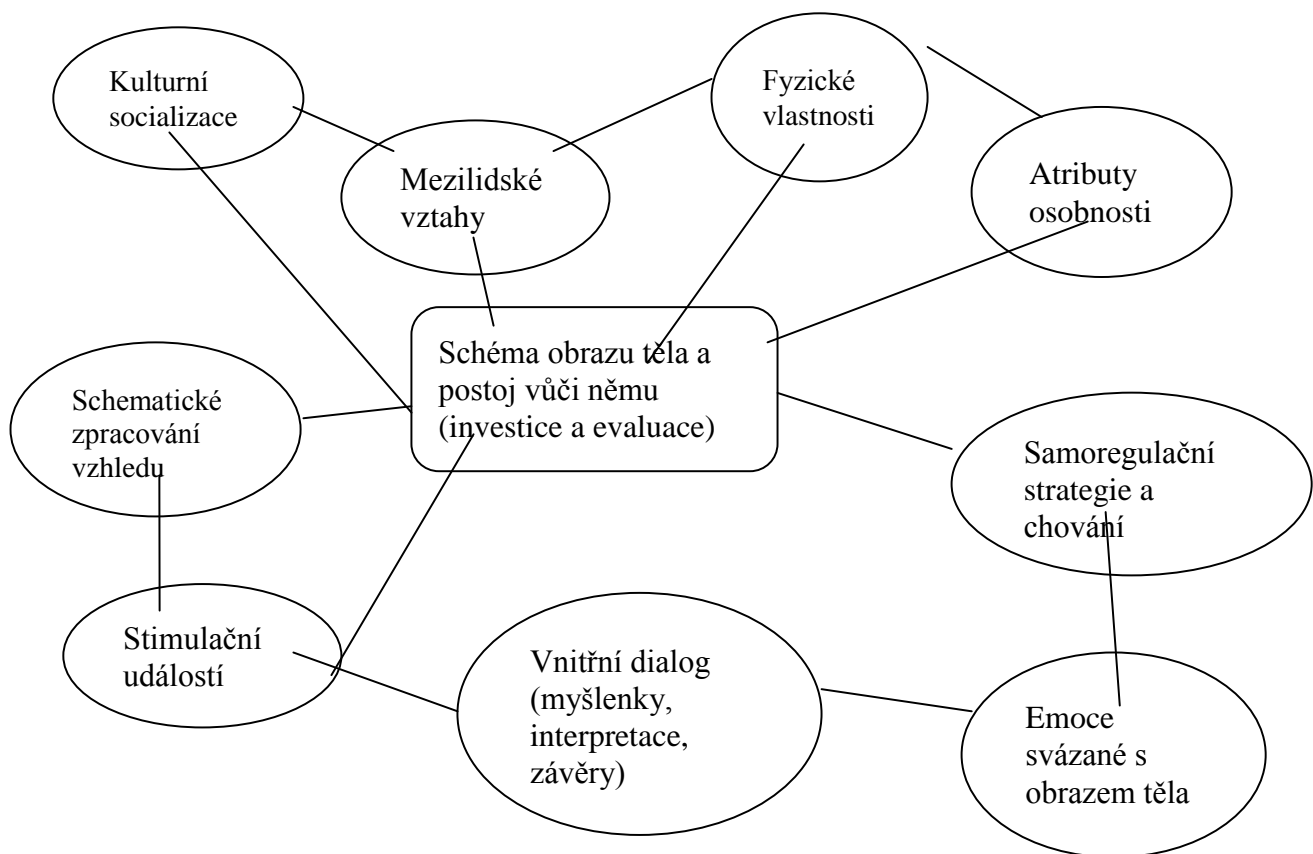 Kulturní
socializace
Mezilidské
vztahy
Fyzické
vlastnosti
Atributy
osobnosti
Schéma obrazu těla a
postoj vůči němu
(investice a evaluace)
Schematické
zpracování
vzhledu
Samoregulační
strategie a
chování
Stimulační
událostí
Vnitřní dialog
(myšlenky,
interpretace,
závěry)
Emoce
svázané s
obrazem těla